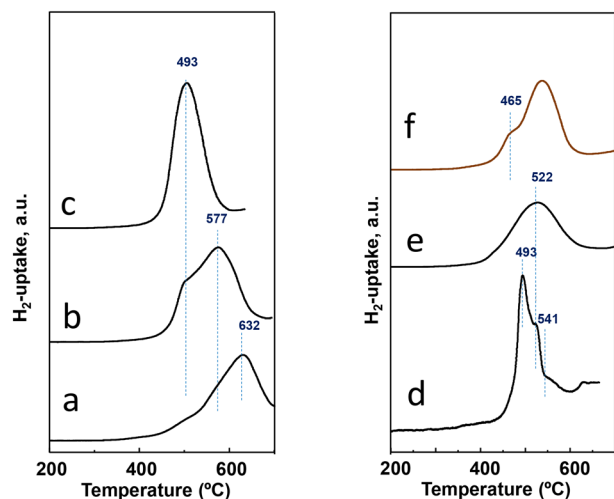 493
c
577
b
632
a
H₂-uptake, a.u.
200
400
600
Temperature (ºC)
465
f
522
e
493
541
d
H₂-uptake, a.u.
200
400
600
Temperature (ºC)